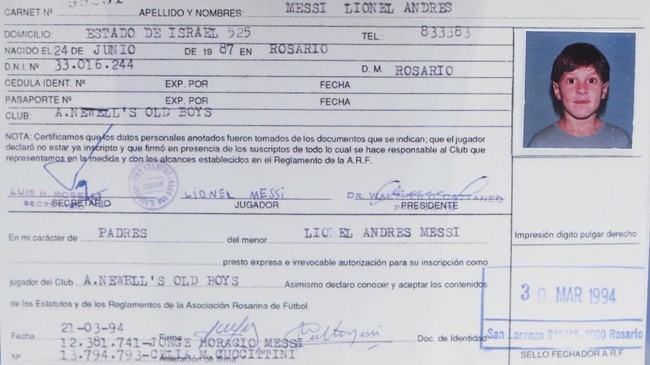 CARNET Nº APELLIDO Y NOMBRES: MESSI LIONEL ANDRES
DOMICILIO: ESTADO DE ISRAEL 525 TEL: 833383
NACIDO EL 24 DE JUNIO DE 1987 EN ROSARIO
D.N.I. Nº 33.016.244 D. M. ROSARIO
CEDULA IDENT. Nº EXP. POR FECHA
PASAPORTE Nº EXP. POR FECHA
CLUB: A.NEWELL'S OLD BOYS
NOTA: Certificamos que los datos personales anotados fueron tomados de los documentos que se indican; que el jugador
declaró no estar ya inscripto y que firmó en presencia de los suscriptos de todo lo cual se hace responsable al Club que
representamos en la medida y con los alcances establecidos en el Reglamento de la A.R.F.
LUIS H. LIONEL MESSI DR.
SECRETARIO JUGADOR PRESIDENTE
En mi carácter de PADRES del menor LIONEL ANDRES MESSI
Impresión dígito pulgar derecho
presto expresa e irrevocable autorización para su inscripción como
jugador del Club A.NEWELL'S OLD BOYS Asimismo declaro conocer y aceptar los contenidos
de los Estatutos y de los Reglamentos de la Asociación Rosarina de Fútbol.
30 MAR 1994
Fecha 21-03-94 Firma Doc. de Identidad
San Lorenzo Rosario
12.381.741-JORGE HORACIO MESSI
Nº 13.794.793-CELIA M. CUCCITTINI
SELLO FECHADOR A.R.F.